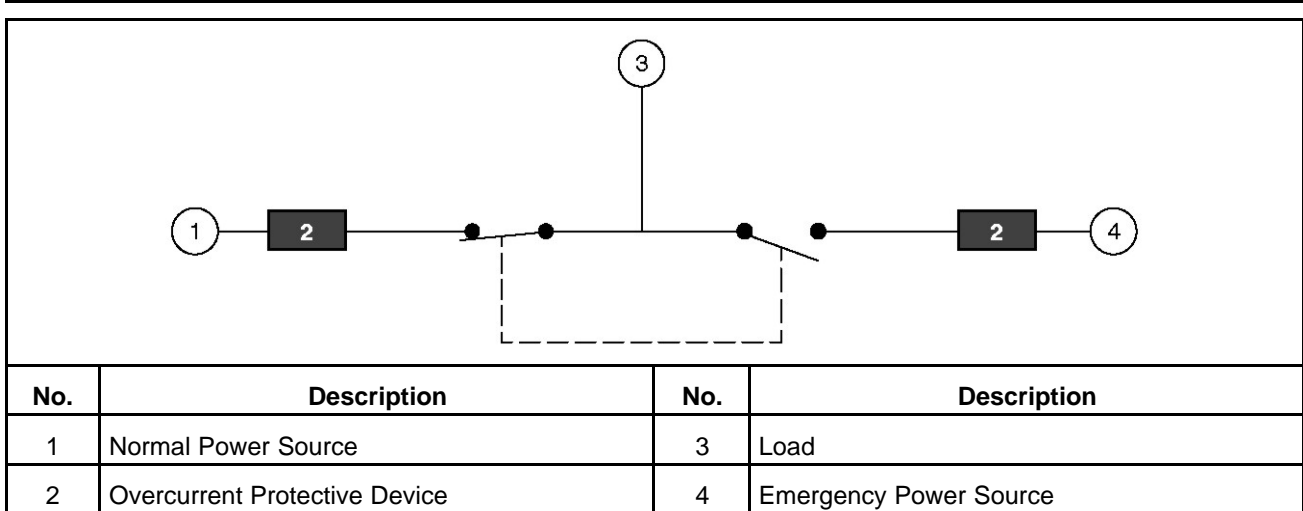 3
1 2 2 4
No. Description No. Description
1 Normal Power Source 3 Load
2 Overcurrent Protective Device 4 Emergency Power Source